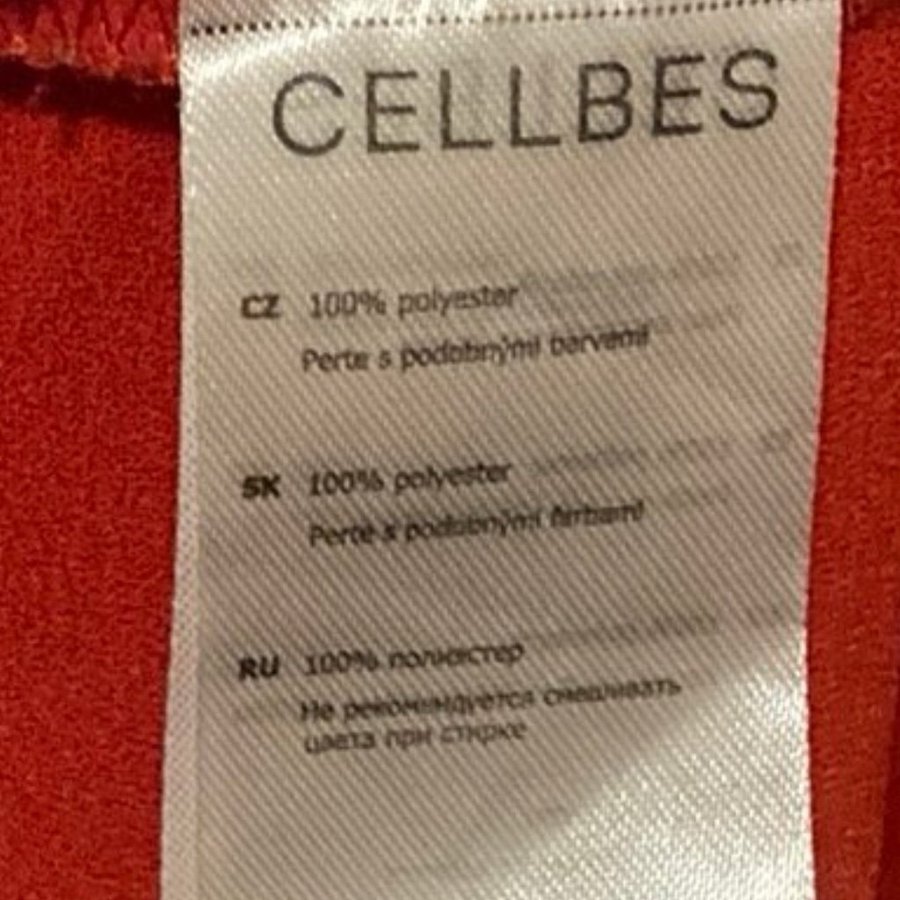 CELLBES
CZ 100% polyester
Perte s podobnými barvami
SK 100% polyester
Perte s podobnými farbami
RU 100% полиэстер
Не рекомендуется смешивать
цвета при стирке